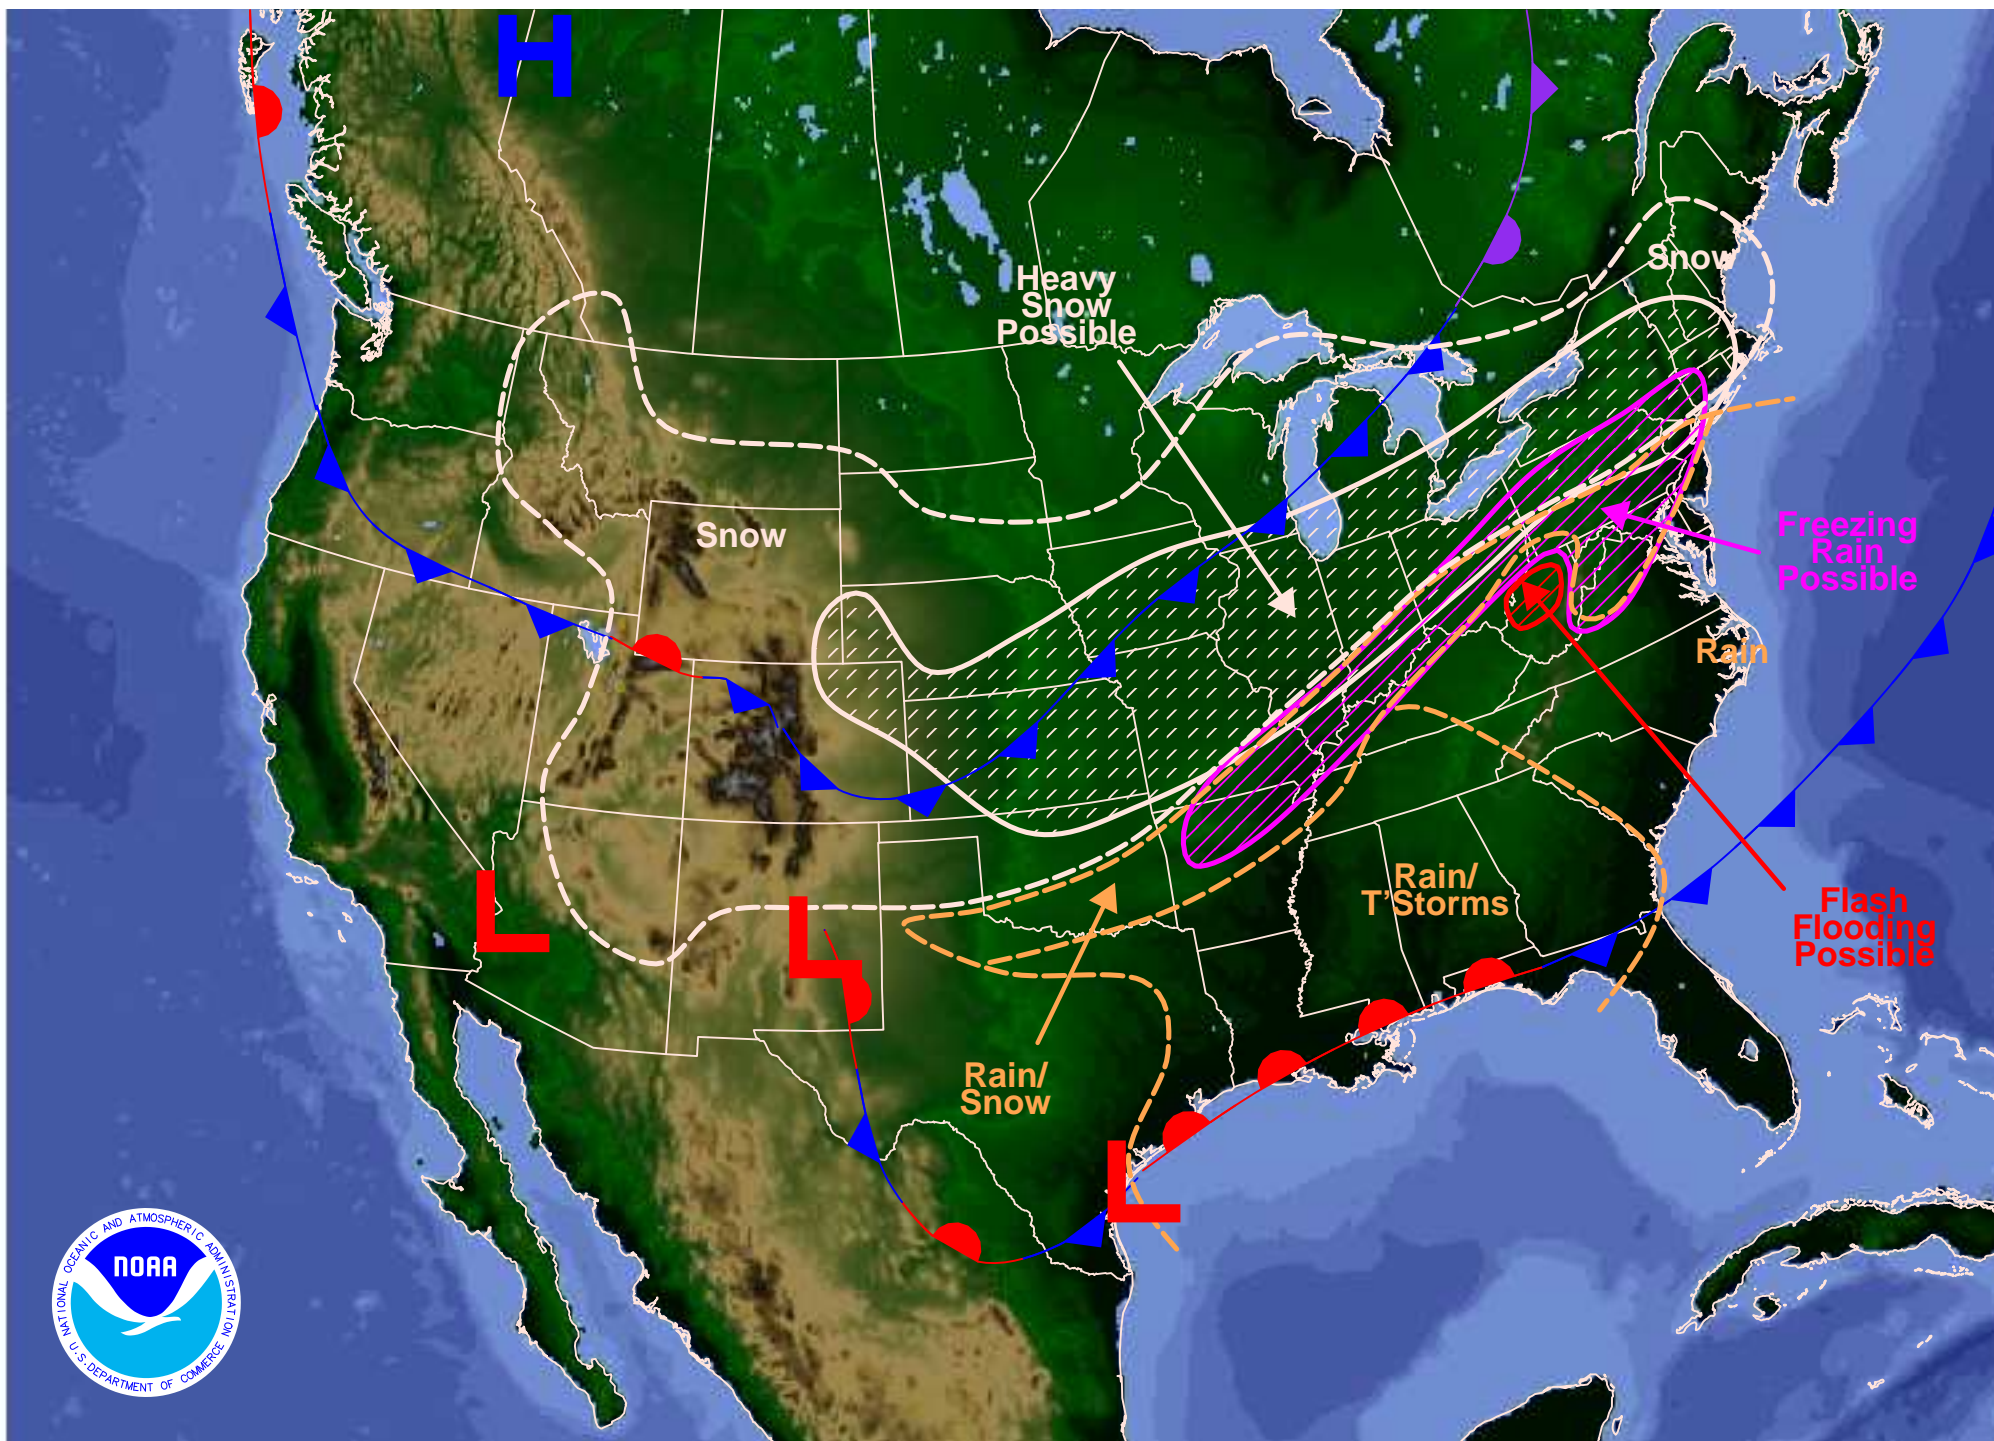 H
Snow
Heavy
Snow
Possible
Snow
Freezing
Rain
Possible
Rain
L
L
Rain/
T'Storms
Flash
Flooding
Possible
Rain/
Snow
L
NATIONAL OCEANIC AND ATMOSPHERIC ADMINISTRATION
NOAA
U.S. DEPARTMENT OF COMMERCE